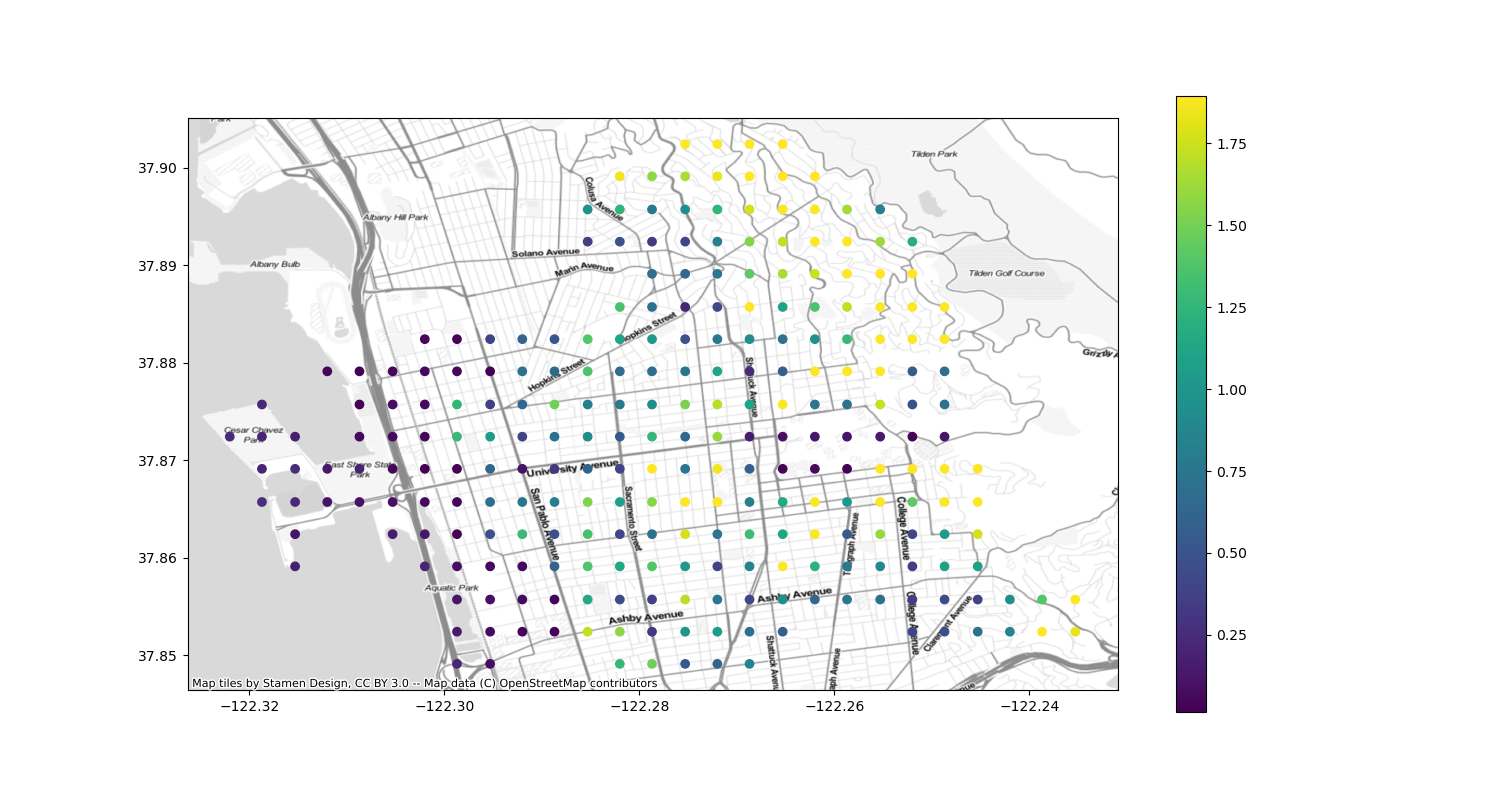 Park
Tilden Park
37.90
1.75
Colusa Avenue
Albany Hill Park
1.50
Solano Avenue
Albany Bulb
Marin Avenue
37.89
Tilden Golf Course
1.25
Hopkins Street
37.88
Grizzly
Hopkins Street
Shattuck Avenue
1.00
Cesar Chavez
Park
37.87
East Shore State
Park
University Avenue
0.75
San Pablo Avenue
Sacramento Street
College Avenue
Telegraph Avenue
37.86
0.50
Aquatic Park
Ashby Avenue
Ashby Avenue
College Avenue
Claremont Avenue
0.25
Shattuck Avenue
37.85
Map tiles by Stamen Design, CC BY 3.0 -- Map data (C) OpenStreetMap contributors
−122.32
−122.30
−122.28
−122.26
−122.24